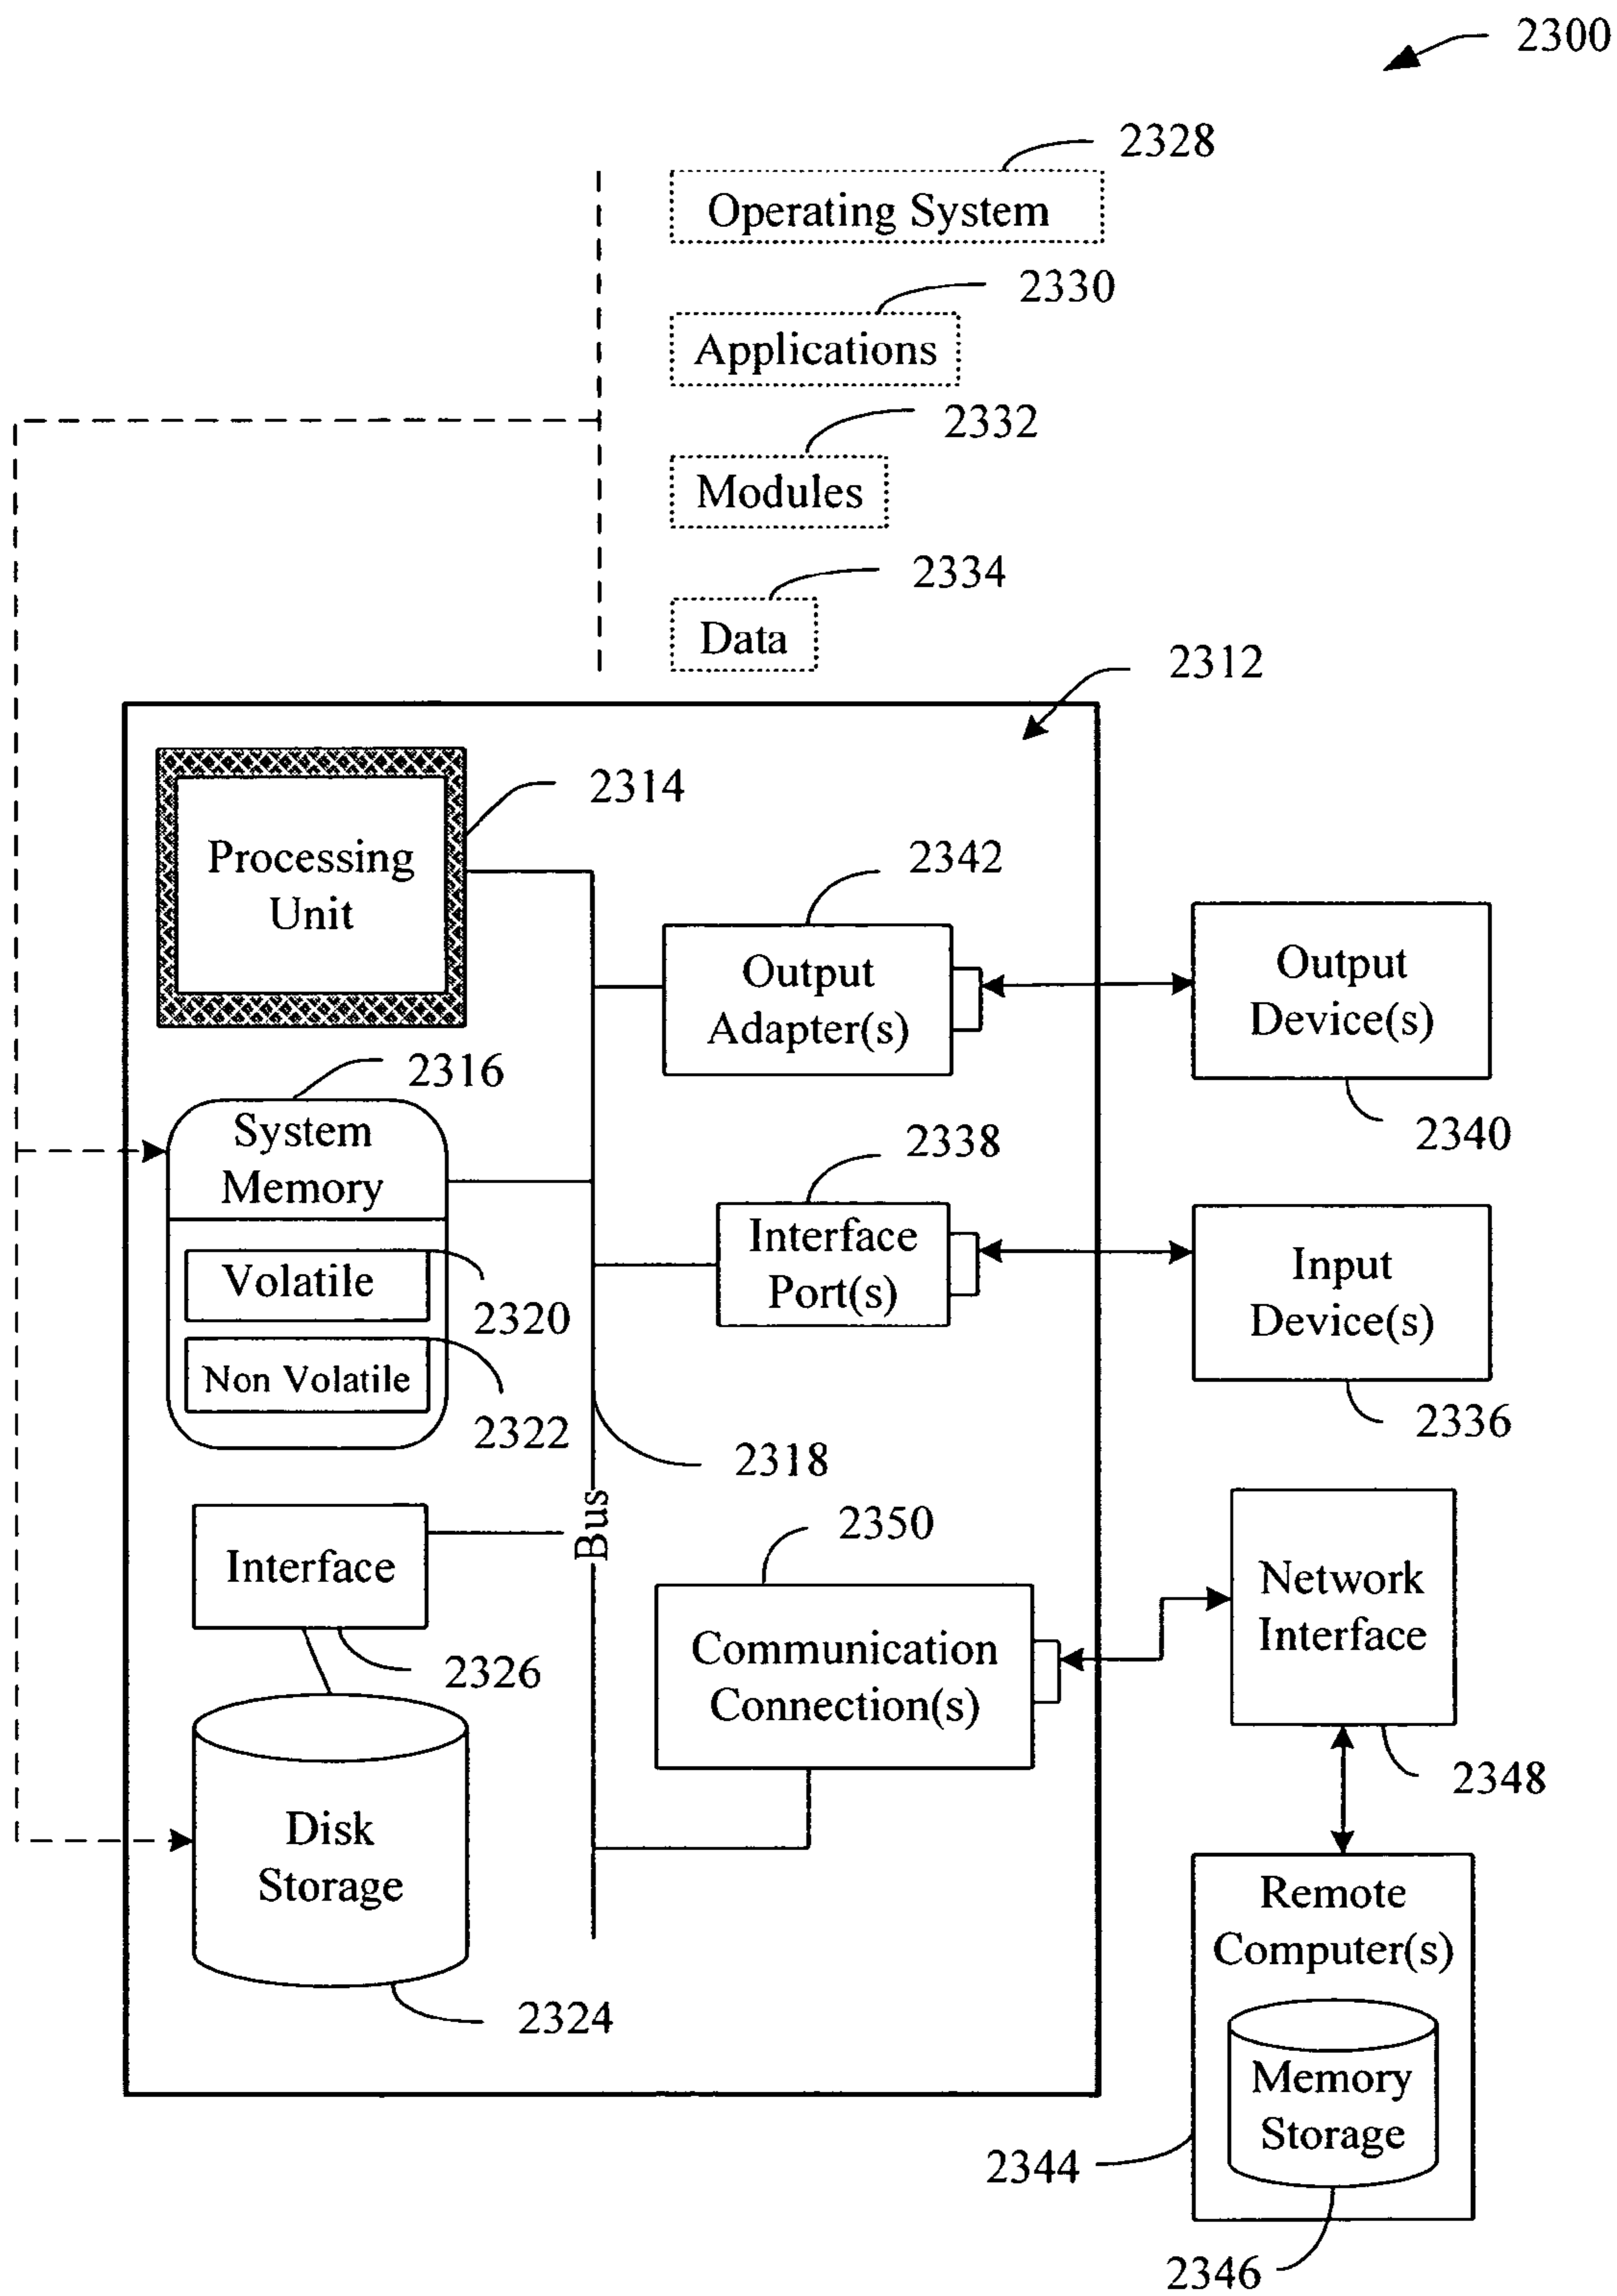 2300
2328
Operating System
2330
Applications
2332
Modules
2334
Data
2312
2314
Processing
Unit
2342
Output
Adapter(s)
Output
Device(s)
2340
2316
System
Memory
2338
Interface
Port(s)
Input
Device(s)
2336
Volatile
2320
Non Volatile
2322
2318
Bus
Interface
2326
2350
Communication
Connection(s)
Network
Interface
2348
Disk
Storage
2324
Remote
Computer(s)
Memory
Storage
2344
2346